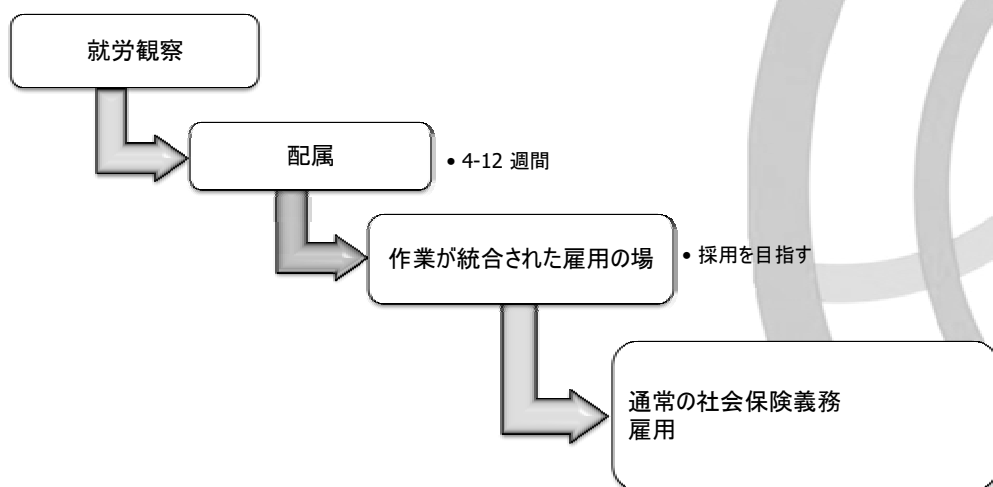 就労観察
配属
• 4-12 週間
作業が統合された雇用の場
• 採用を目指す
通常の社会保険義務
雇用